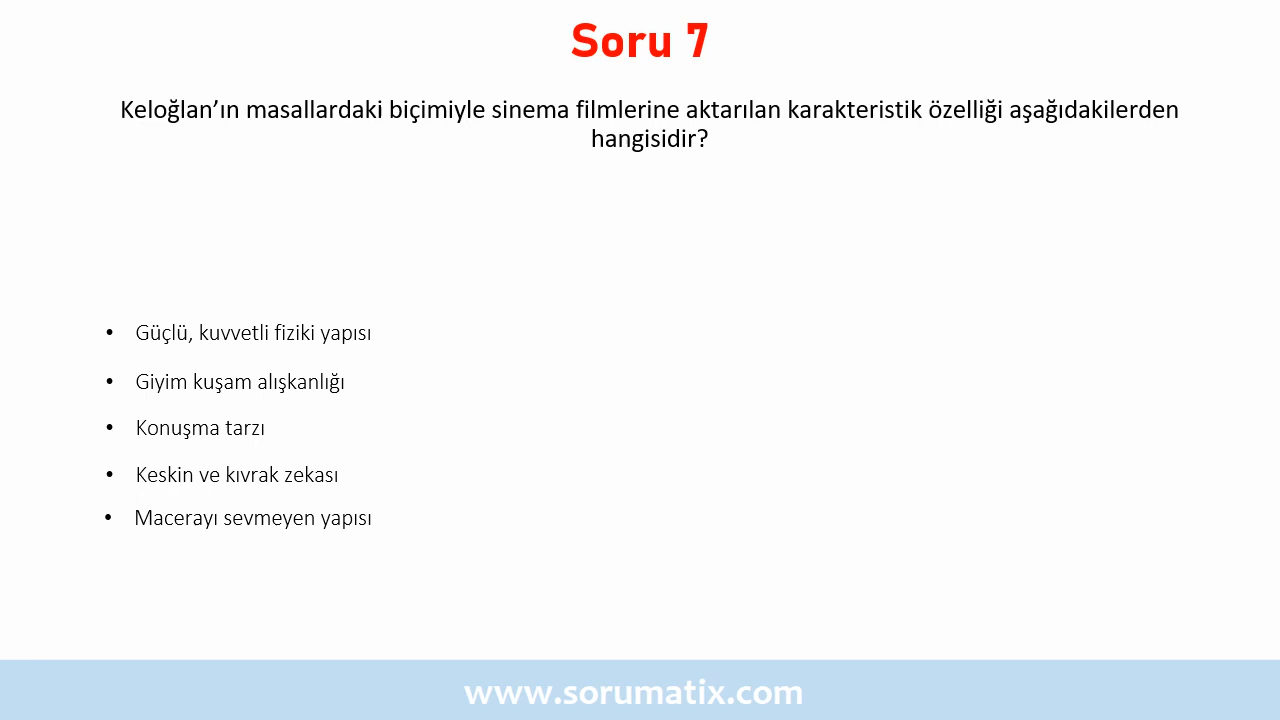 Soru 7
Keloğlan’ın masallardaki biçimiyle sinema filmlerine aktarılan karakteristik özelliği aşağıdakilerden
hangisidir?
• Güçlü, kuvvetli fiziki yapısı
• Giyim kuşam alışkanlığı
• Konuşma tarzı
• Keskin ve kıvrak zekası
• Macerayı sevmeyen yapısı
www.sorumatix.com